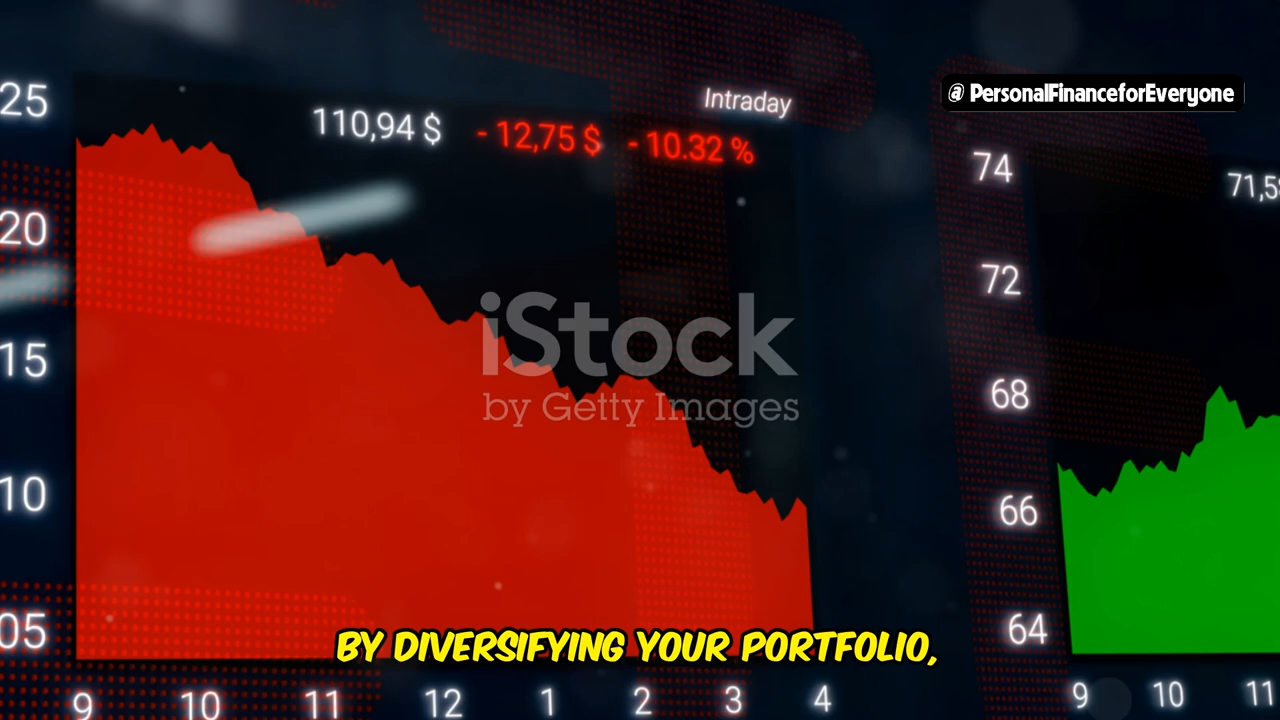 @ PersonalFinanceforEveryone
Intraday
110,94 $ - 12,75 $ - 10.32 %
25
20
15
10
05
9 10 11 12 1 2 3 4
74
72
68
66
64
9 10 11
iStock
by Getty Images
BY DIVERSIFYING YOUR PORTFOLIO,